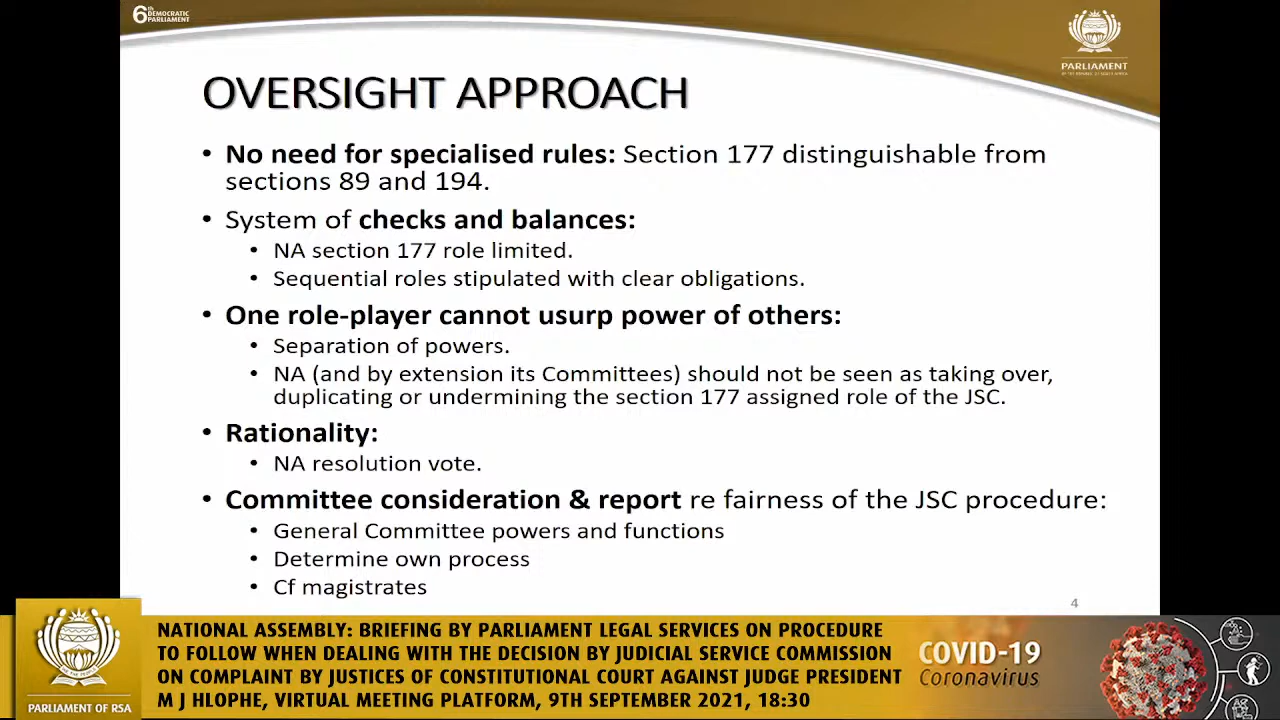 6th DEMOCRATIC
PARLIAMENT
PARLIAMENT
OVERSIGHT APPROACH
• No need for specialised rules: Section 177 distinguishable from
sections 89 and 194.
• System of checks and balances:
• NA section 177 role limited.
• Sequential roles stipulated with clear obligations.
• One role-player cannot usurp power of others:
• Separation of powers.
• NA (and by extension its Committees) should not be seen as taking over,
duplicating or undermining the section 177 assigned role of the JSC.
• Rationality:
• NA resolution vote.
• Committee consideration & report re fairness of the JSC procedure:
• General Committee powers and functions
• Determine own process
• Cf magistrates
4
NATIONAL ASSEMBLY: BRIEFING BY PARLIAMENT LEGAL SERVICES ON PROCEDURE
TO FOLLOW WHEN DEALING WITH THE DECISION BY JUDICIAL SERVICE COMMISSION
ON COMPLAINT BY JUSTICES OF CONSTITUTIONAL COURT AGAINST JUDGE PRESIDENT
M J HLOPHE, VIRTUAL MEETING PLATFORM, 9TH SEPTEMBER 2021, 18:30
PARLIAMENT OF RSA
COVID-19
Coronavirus